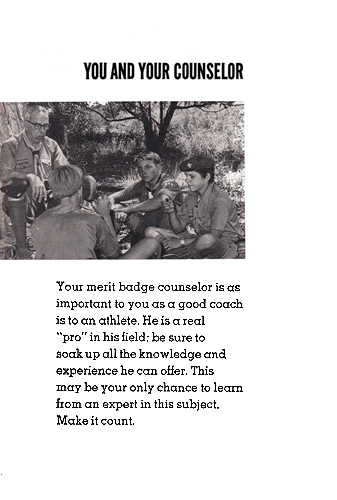 YOU AND YOUR COUNSELOR
Your merit badge counselor is as
important to you as a good coach
is to an athlete. He is a real
"pro" in his field; be sure to
soak up all the knowledge and
experience he can offer. This
may be your only chance to learn
from an expert in this subject.
Make it count.